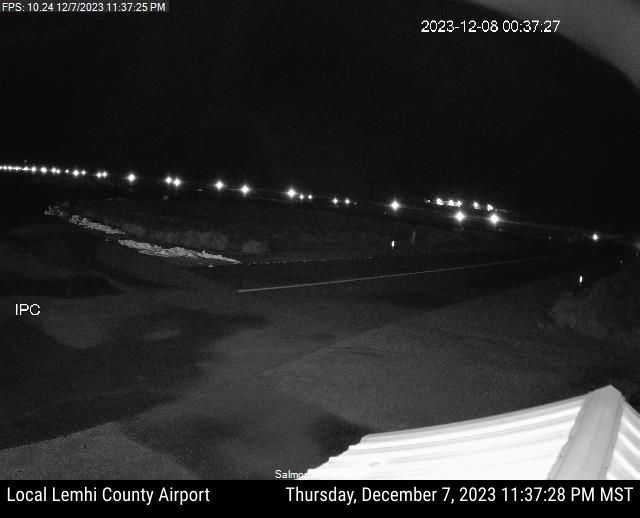 FPS: 10.24 12/7/2023 11:37:25 PM
2023-12-08 00:37:27
IPC
Salmon
Local Lemhi County Airport Thursday, December 7, 2023 11:37:28 PM MST